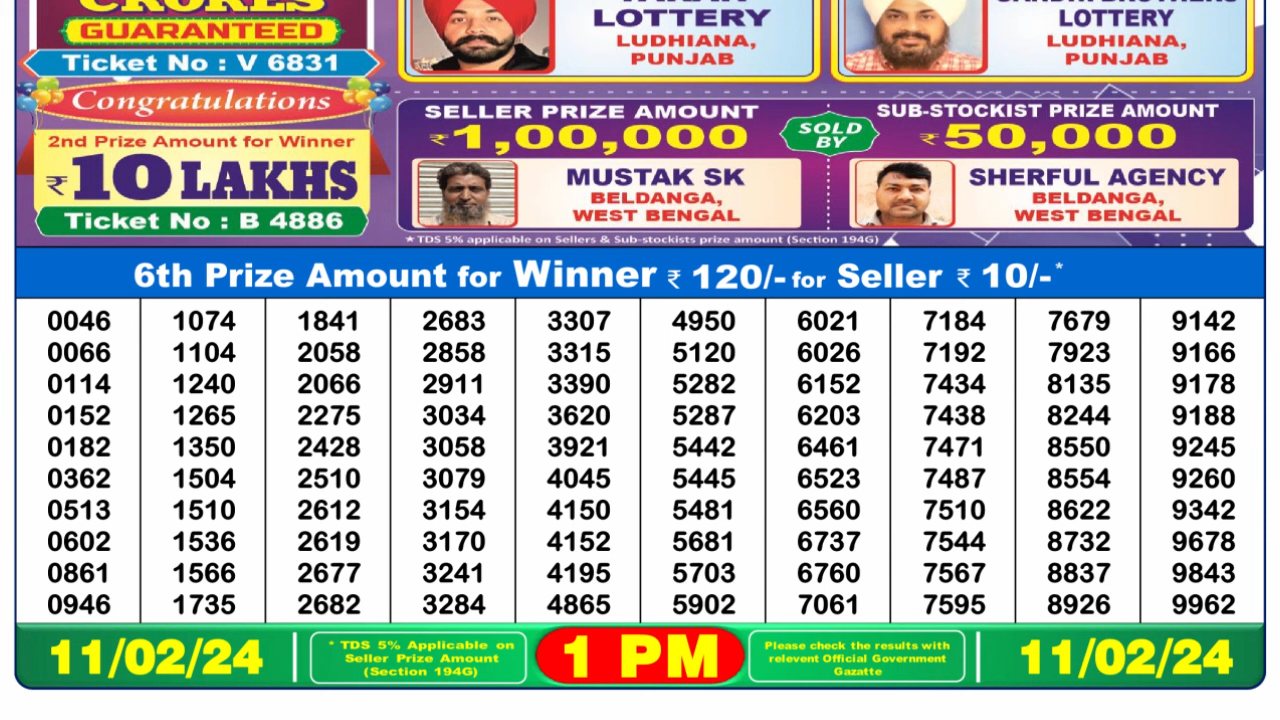 CRORES
GUARANTEED
Ticket No : V 6831
LOTTERY
LUDHIANA,
PUNJAB
LOTTERY
LUDHIANA,
PUNJAB
Congratulations
2nd Prize Amount for Winner
₹10 LAKHS
Ticket No : B 4886
SELLER PRIZE AMOUNT
₹1,00,000
SOLD
BY
SUB-STOCKIST PRIZE AMOUNT
₹50,000
MUSTAK SK
BELDANGA,
WEST BENGAL
SHERFUL AGENCY
BELDANGA,
WEST BENGAL
★TDS 5% applicable on Sellers & Sub-stockists prize amount (Section 194G)
6th Prize Amount for Winner ₹ 120/- for Seller ₹ 10/-*
0046 1074 1841 2683 3307 4950 6021 7184 7679 9142
0066 1104 2058 2858 3315 5120 6026 7192 7923 9166
0114 1240 2066 2911 3390 5282 6152 7434 8135 9178
0152 1265 2275 3034 3620 5287 6203 7438 8244 9188
0182 1350 2428 3058 3921 5442 6461 7471 8550 9245
0362 1504 2510 3079 4045 5445 6523 7487 8554 9260
0513 1510 2612 3154 4150 5481 6560 7510 8622 9342
0602 1536 2619 3170 4152 5681 6737 7544 8732 9678
0861 1566 2677 3241 4195 5703 6760 7567 8837 9843
0946 1735 2682 3284 4865 5902 7061 7595 8926 9962
11/02/24
* TDS 5% Applicable on
Seller Prize Amount
(Section 194G)
1 PM
Please check the results with
relevent Official Government
Gazatte
11/02/24